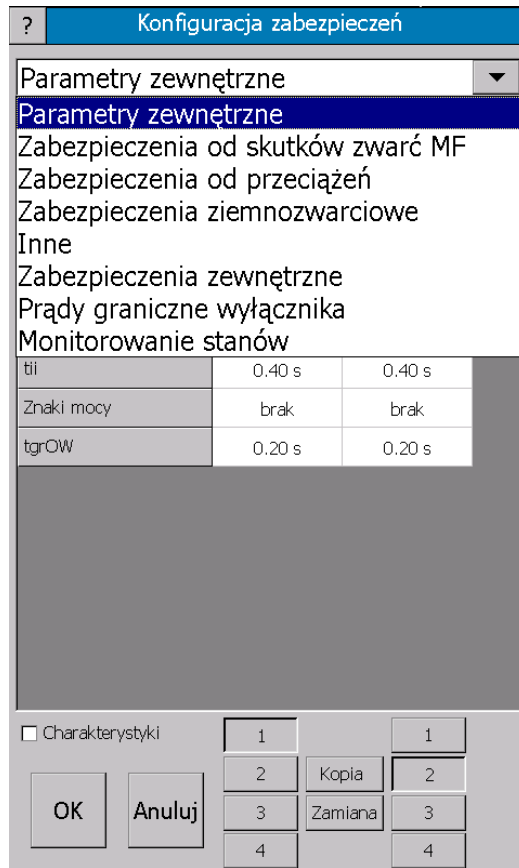 ? Konfiguracja zabezpieczeń
Parametry zewnętrzne
Parametry zewnętrzne
Zabezpieczenia od skutków zwarć MF
Zabezpieczenia od przeciążeń
Zabezpieczenia ziemnozwarciowe
Inne
Zabezpieczenia zewnętrzne
Prądy graniczne wyłącznika
Monitorowanie stanów
tii 0.40 s 0.40 s
Znaki mocy brak brak
tgrOW 0.20 s 0.20 s
Charakterystyki 1 1
2 Kopia 2
OK Anuluj 3 Zamiana 3
4 4